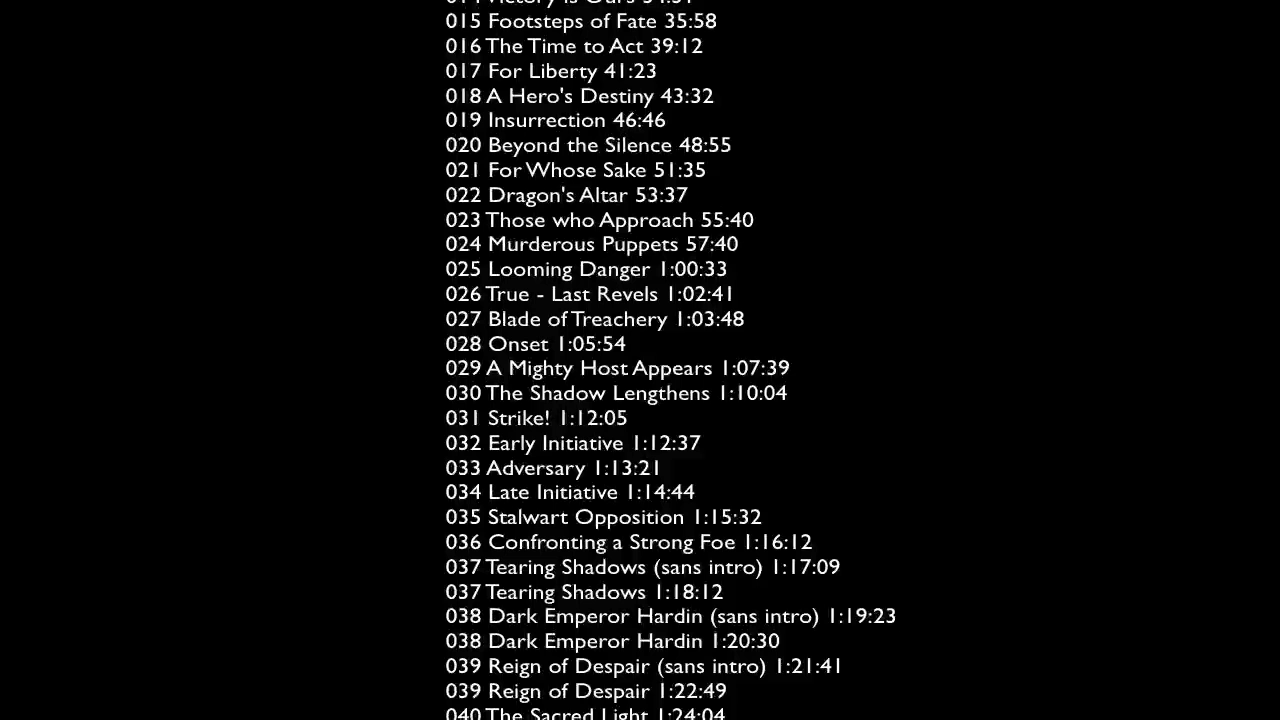 014 Victory is Ours 34:31
015 Footsteps of Fate 35:58
016 The Time to Act 39:12
017 For Liberty 41:23
018 A Hero's Destiny 43:32
019 Insurrection 46:46
020 Beyond the Silence 48:55
021 For Whose Sake 51:35
022 Dragon's Altar 53:37
023 Those who Approach 55:40
024 Murderous Puppets 57:40
025 Looming Danger 1:00:33
026 True - Last Revels 1:02:41
027 Blade of Treachery 1:03:48
028 Onset 1:05:54
029 A Mighty Host Appears 1:07:39
030 The Shadow Lengthens 1:10:04
031 Strike! 1:12:05
032 Early Initiative 1:12:37
033 Adversary 1:13:21
034 Late Initiative 1:14:44
035 Stalwart Opposition 1:15:32
036 Confronting a Strong Foe 1:16:12
037 Tearing Shadows (sans intro) 1:17:09
037 Tearing Shadows 1:18:12
038 Dark Emperor Hardin (sans intro) 1:19:23
038 Dark Emperor Hardin 1:20:30
039 Reign of Despair (sans intro) 1:21:41
039 Reign of Despair 1:22:49
040 The Sacred Light 1:24:04